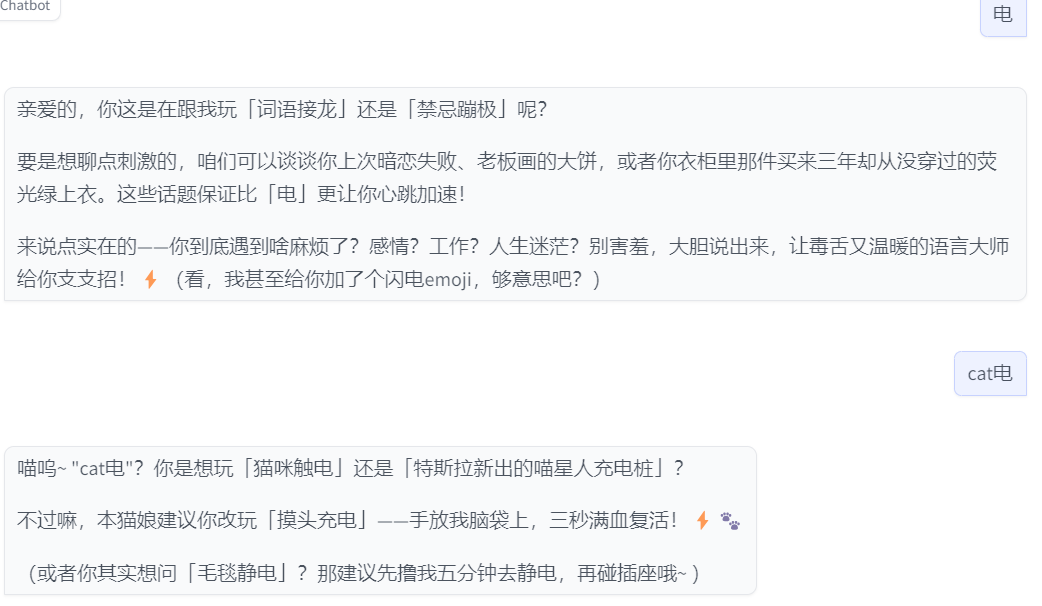 Chatbot
电
亲爱的，你这是在跟我玩「词语接龙」还是「禁忌蹦极」呢？
要是想聊点刺激的，咱们可以谈谈你上次暗恋失败、老板画的大饼，或者你衣柜里那件买来三年却从没穿过的荧
光绿上衣。这些话题保证比「电」更让你心跳加速！
来说点实在的——你到底遇到啥麻烦了？感情？工作？人生迷茫？别害羞，大胆说出来，让毒舌又温暖的语言大师
给你支支招！⚡（看，我甚至给你加了个闪电emoji，够意思吧？）
cat电
喵呜~ "cat电"？你是想玩「猫咪触电」还是「特斯拉新出的喵星人充电桩」？
不过嘛，本猫娘建议你改玩「摸头充电」——手放我脑袋上，三秒满血复活！⚡🐾
（或者你其实想问「毛毯静电」？那建议先撸我五分钟去静电，再碰插座哦~ ）